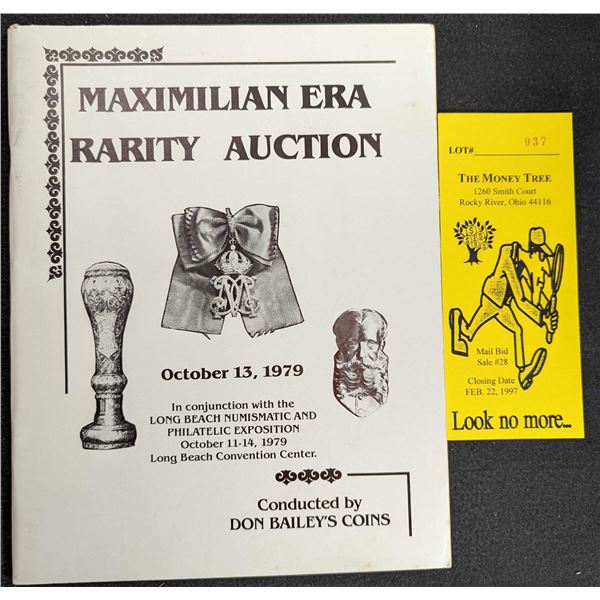 MAXIMILIAN ERA
RARITY AUCTION
October 13, 1979
In conjunction with the
LONG BEACH NUMISMATIC AND
PHILATELIC EXPOSITION
October 11-14, 1979
Long Beach Convention Center.
Conducted by
DON BAILEY'S COINS
LOT# 037
THE MONEY TREE
1260 Smith Court
Rocky River, Ohio 44116
Mail Bid
Sale #28
Closing Date
FEB. 22, 1997
Look no more...